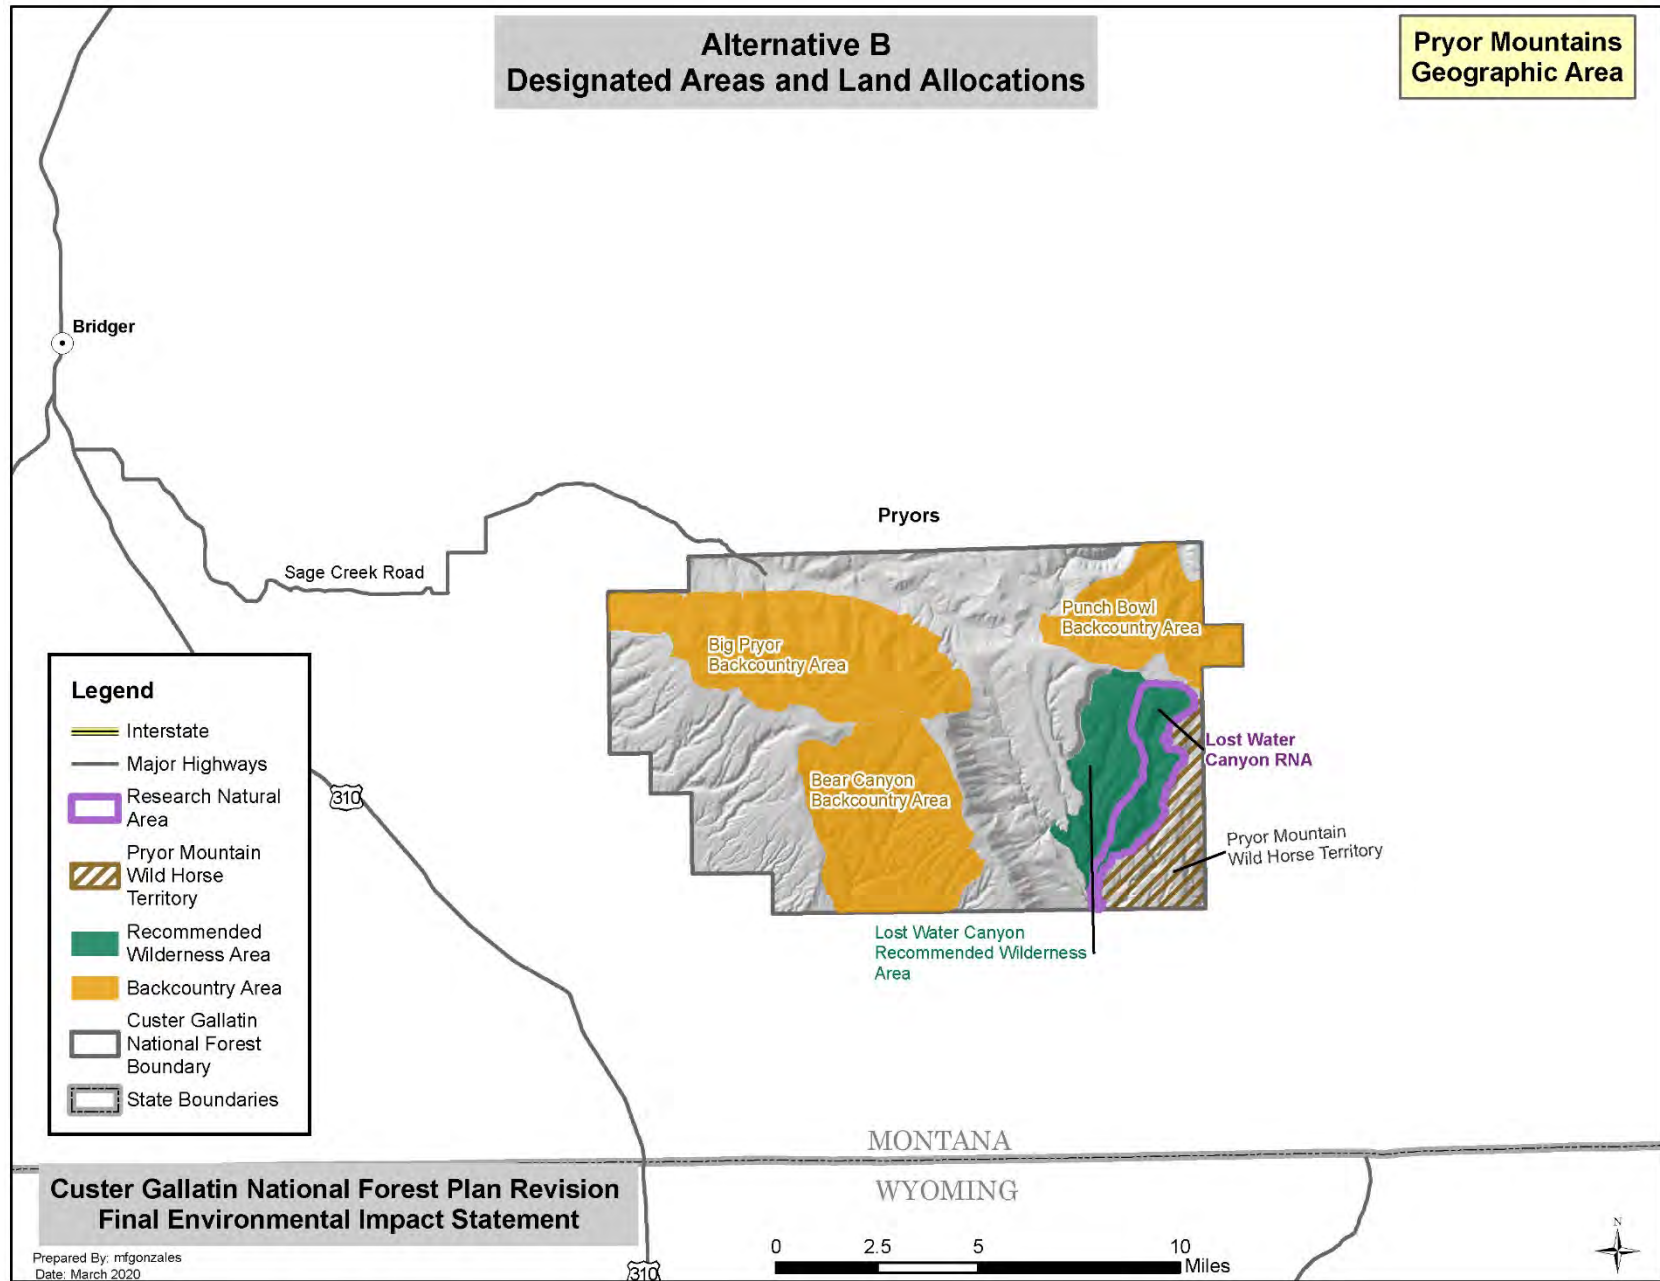 Alternative B
Designated Areas and Land Allocations
Pryor Mountains
Geographic Area
Bridger
Pryors
Sage Creek Road
Punch Bowl
Backcountry Area
Big Pryor
Backcountry Area
Lost Water
Canyon RNA
Bear Canyon
Backcountry Area
Pryor Mountain
Wild Horse Territory
Lost Water Canyon
Recommended Wilderness
Area
310
Legend
Interstate
Major Highways
Research Natural
Area
Pryor Mountain
Wild Horse
Territory
Recommended
Wilderness Area
Backcountry Area
Custer Gallatin
National Forest
Boundary
State Boundaries
MONTANA
WYOMING
Custer Gallatin National Forest Plan Revision
Final Environmental Impact Statement
Prepared By: mfgonzales
Date: March 2020
310
0 2.5 5 10
Miles
N